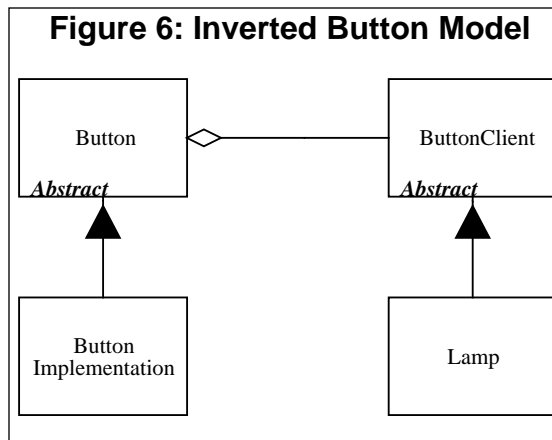 Figure 6: Inverted Button Model
Button
ButtonClient
Abstract
Abstract
Button
Implementation
Lamp